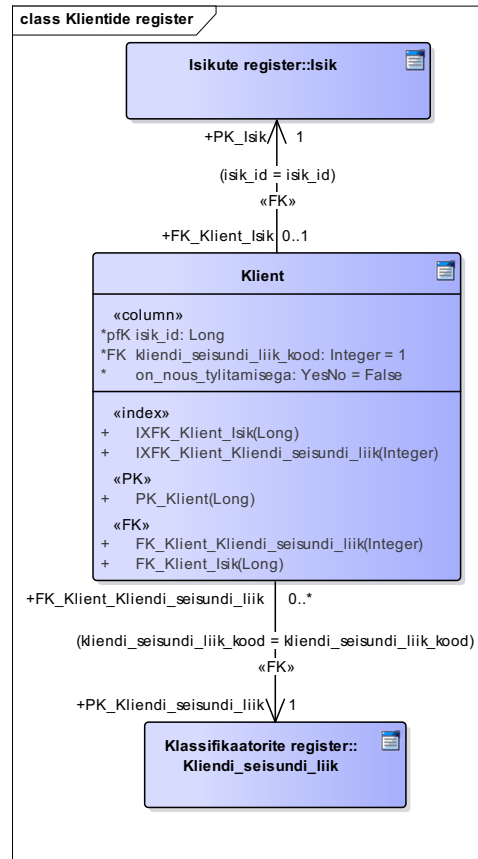 class Klientide register
Isikute register::Isik
+PK_Isik 1
(isik_id = isik_id)
«FK»
+FK_Klient_Isik 0..1
Klient
«column»
*pfK isik_id: Long
*FK kliendi_seisundi_liik_kood: Integer = 1
* on_nous_tylitamisega: YesNo = False
«index»
+ IXFK_Klient_Isik(Long)
+ IXFK_Klient_Kliendi_seisundi_liik(Integer)
«PK»
+ PK_Klient(Long)
«FK»
+ FK_Klient_Kliendi_seisundi_liik(Integer)
+ FK_Klient_Isik(Long)
+FK_Klient_Kliendi_seisundi_liik 0..*
(kliendi_seisundi_liik_kood = kliendi_seisundi_liik_kood)
«FK»
+PK_Kliendi_seisundi_liik 1
Klassifikaatorite register::
Kliendi_seisundi_liik